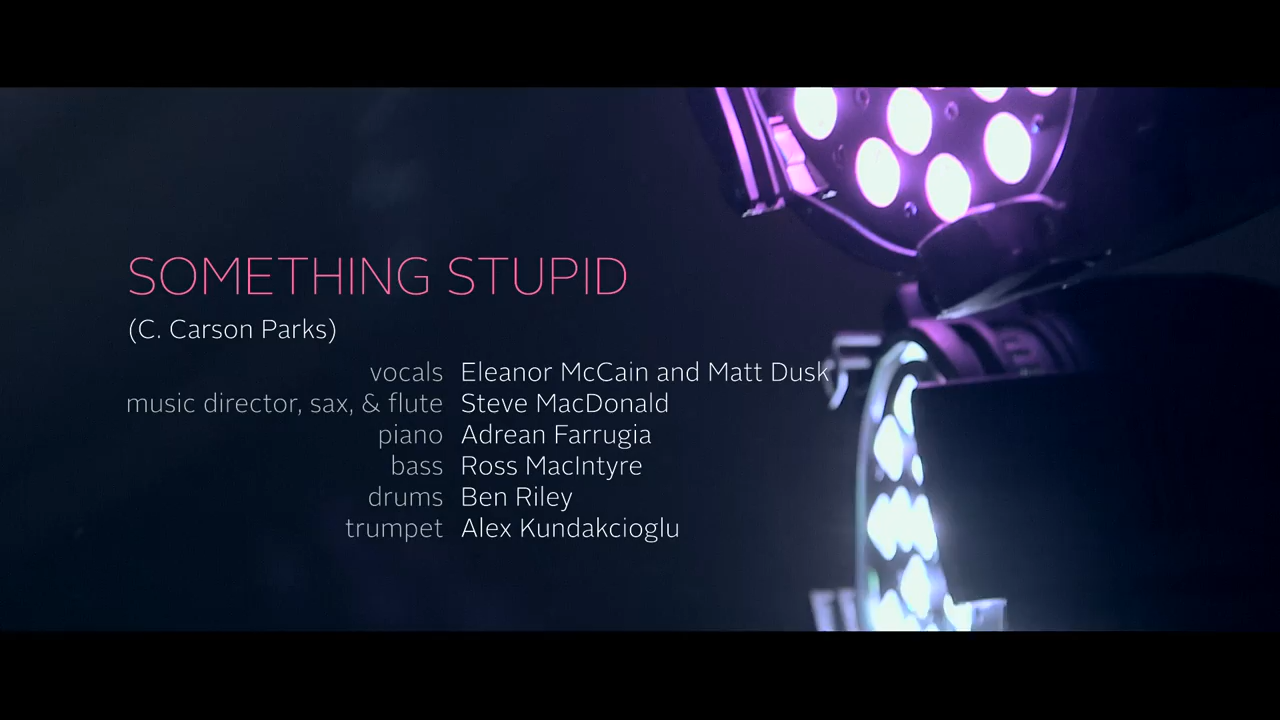 SOMETHING STUPID
(C. Carson Parks)
vocals Eleanor McCain and Matt Dusk
music director, sax, & flute Steve MacDonald
piano Adrean Farrugia
bass Ross MacIntyre
drums Ben Riley
trumpet Alex Kundakcioglu